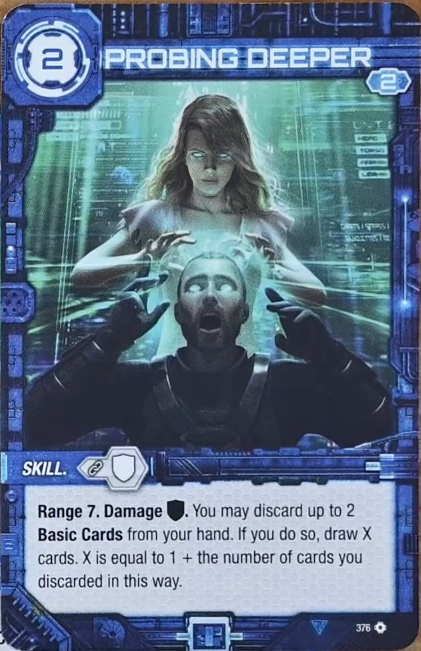 2
PROBING DEEPER
2
SKILL.
Range 7. Damage . You may discard up to 2
Basic Cards from your hand. If you do so, draw X
cards. X is equal to 1 + the number of cards you
discarded in this way.
376